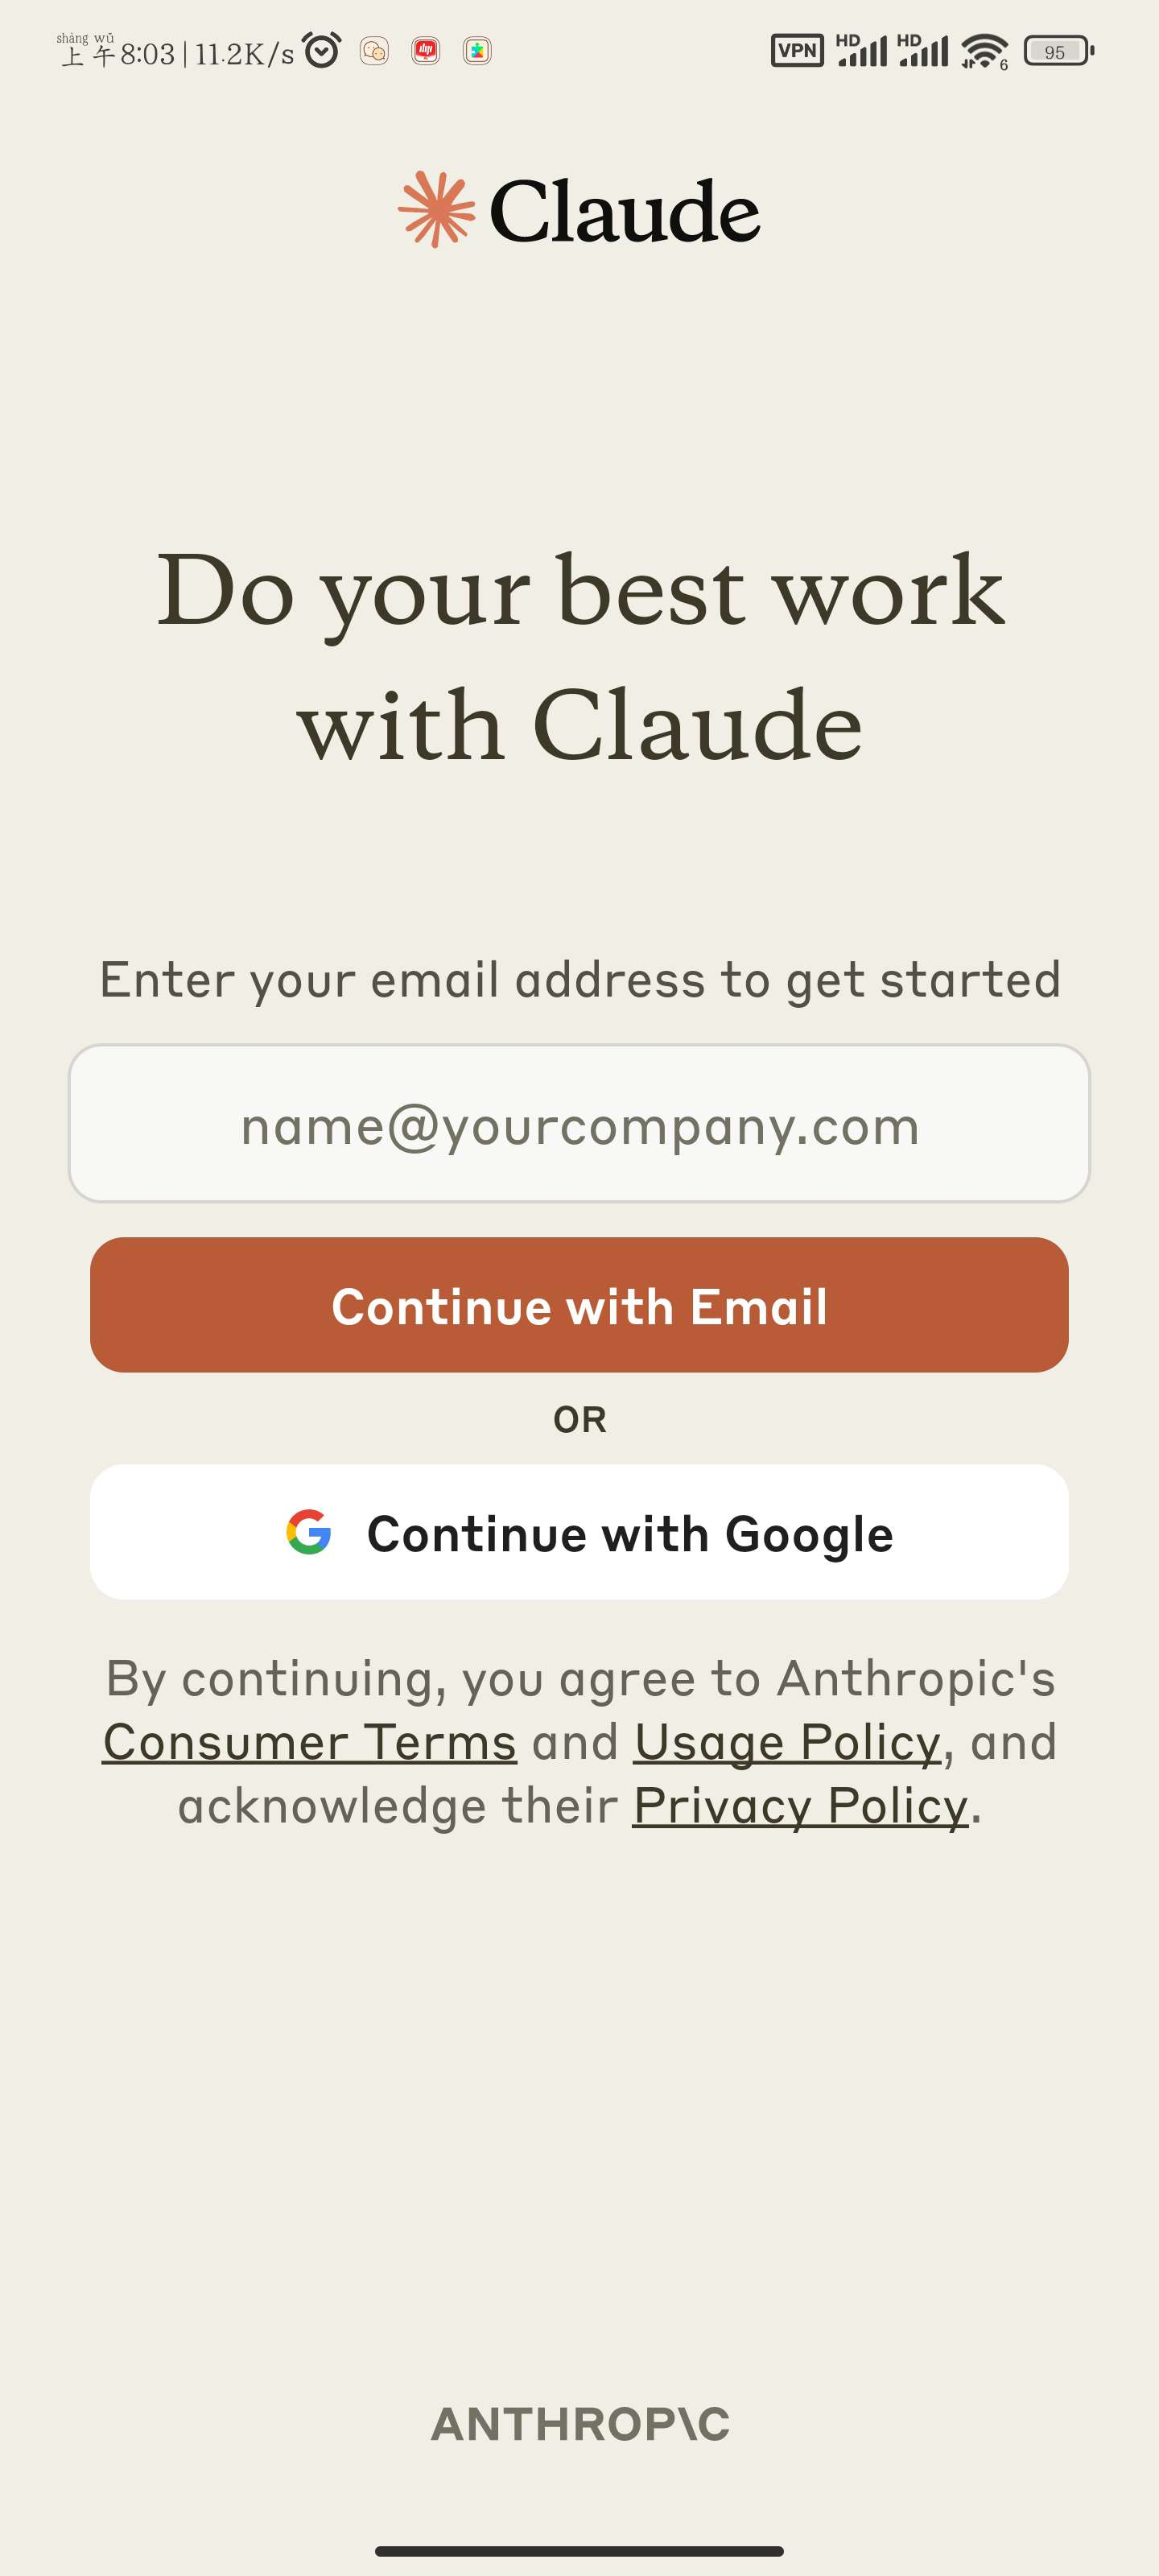 shàng wǔ
上午8:03 | 11.2K/s VPN HD HD 6 95
Claude
Do your best work
with Claude
Enter your email address to get started
name@yourcompany.com
Continue with Email
OR
Continue with Google
By continuing, you agree to Anthropic's
Consumer Terms and Usage Policy, and
acknowledge their Privacy Policy.
ANTHROP\C